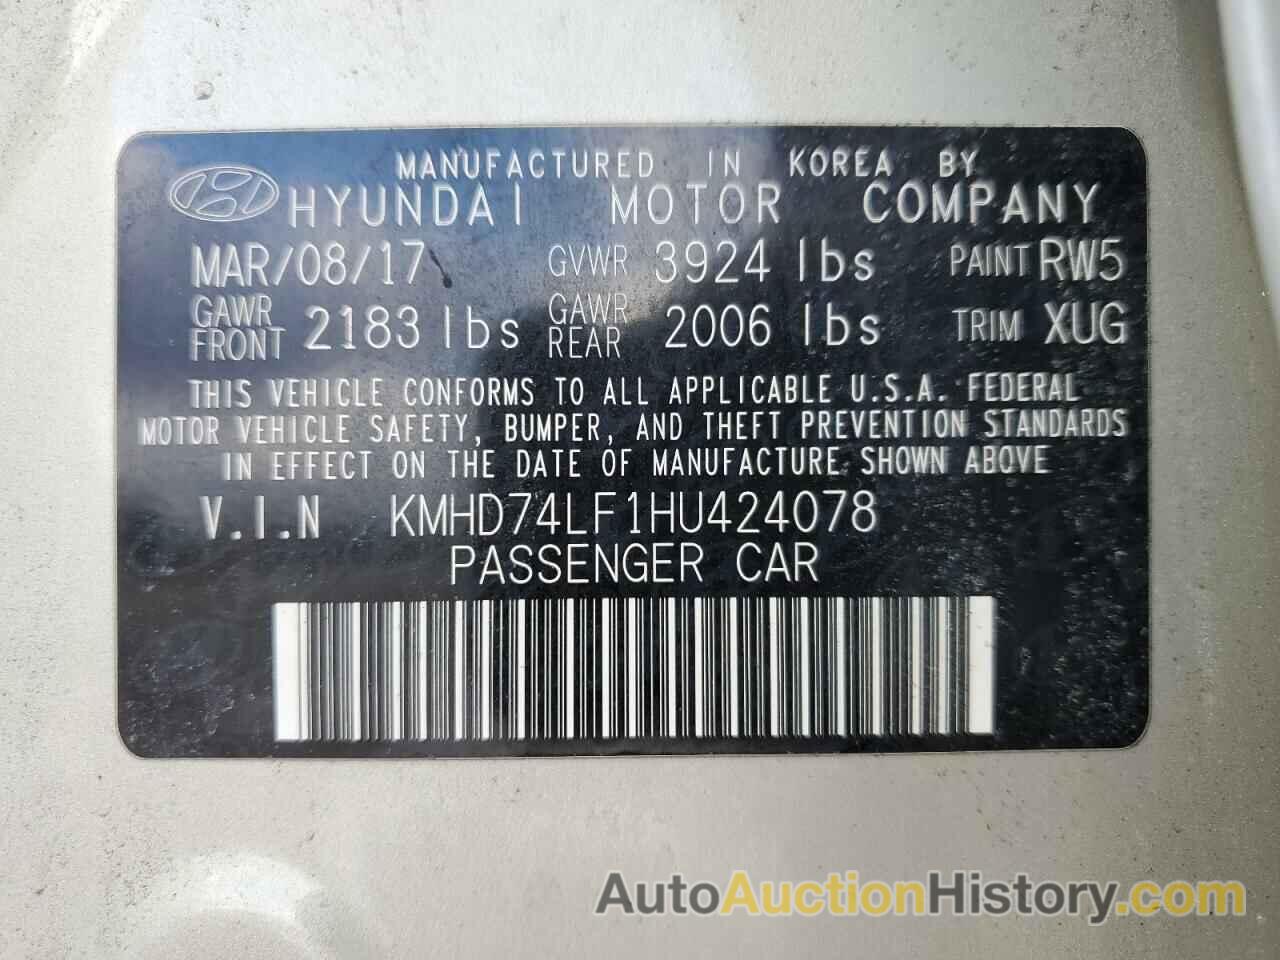 MANUFACTURED IN KOREA BY
HYUNDAI MOTOR COMPANY
MAR/08/17 GVWR 3924 lbs PAINT RW5
GAWR FRONT 2183 lbs GAWR REAR 2006 lbs TRIM XUG
THIS VEHICLE CONFORMS TO ALL APPLICABLE U.S.A. FEDERAL
MOTOR VEHICLE SAFETY, BUMPER, AND THEFT PREVENTION STANDARDS
IN EFFECT ON THE DATE OF MANUFACTURE SHOWN ABOVE
V.I.N KMHD74LF1HU424078
PASSENGER CAR
AutoAuctionHistory.com